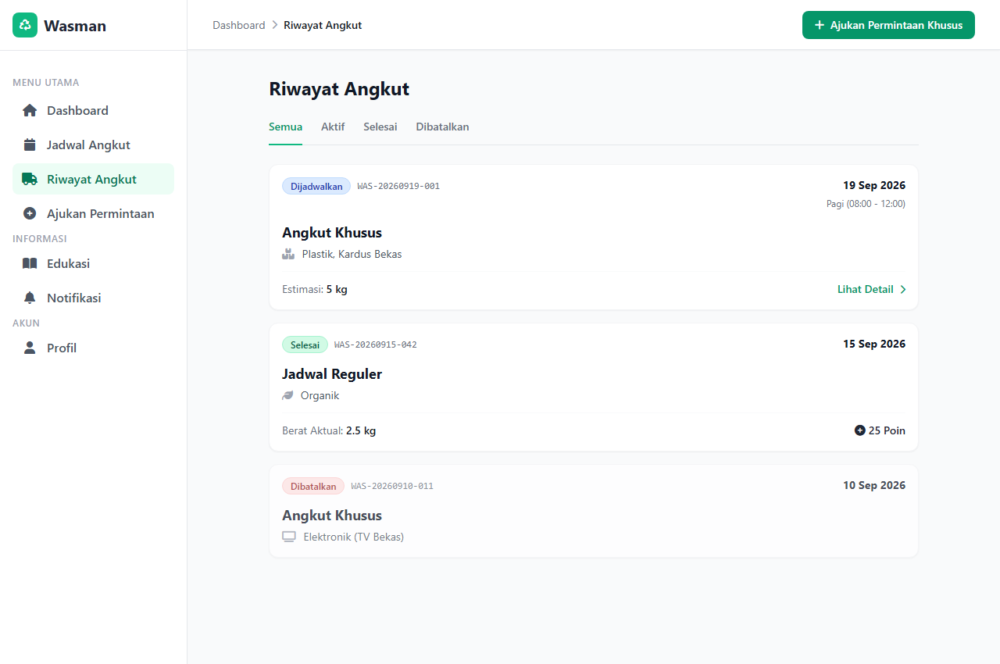 Wasman
Dashboard
Riwayat Angkut
Ajukan Permintaan Khusus
MENU UTAMA
Dashboard
Jadwal Angkut
Riwayat Angkut
Ajukan Permintaan
INFORMASI
Edukasi
Notifikasi
AKUN
Profil
Riwayat Angkut
Semua Aktif Selesai Dibatalkan
Dijadwalkan WAS-20260919-001 19 Sep 2026
Pagi (08:00 - 12:00)
Angkut Khusus
Plastik, Kardus Bekas
Estimasi: 5 kg Lihat Detail
Selesai WAS-20260915-042 15 Sep 2026
Jadwal Reguler
Organik
Berat Aktual: 2.5 kg 25 Poin
Dibatalkan WAS-20260910-011 10 Sep 2026
Angkut Khusus
Elektronik (TV Bekas)